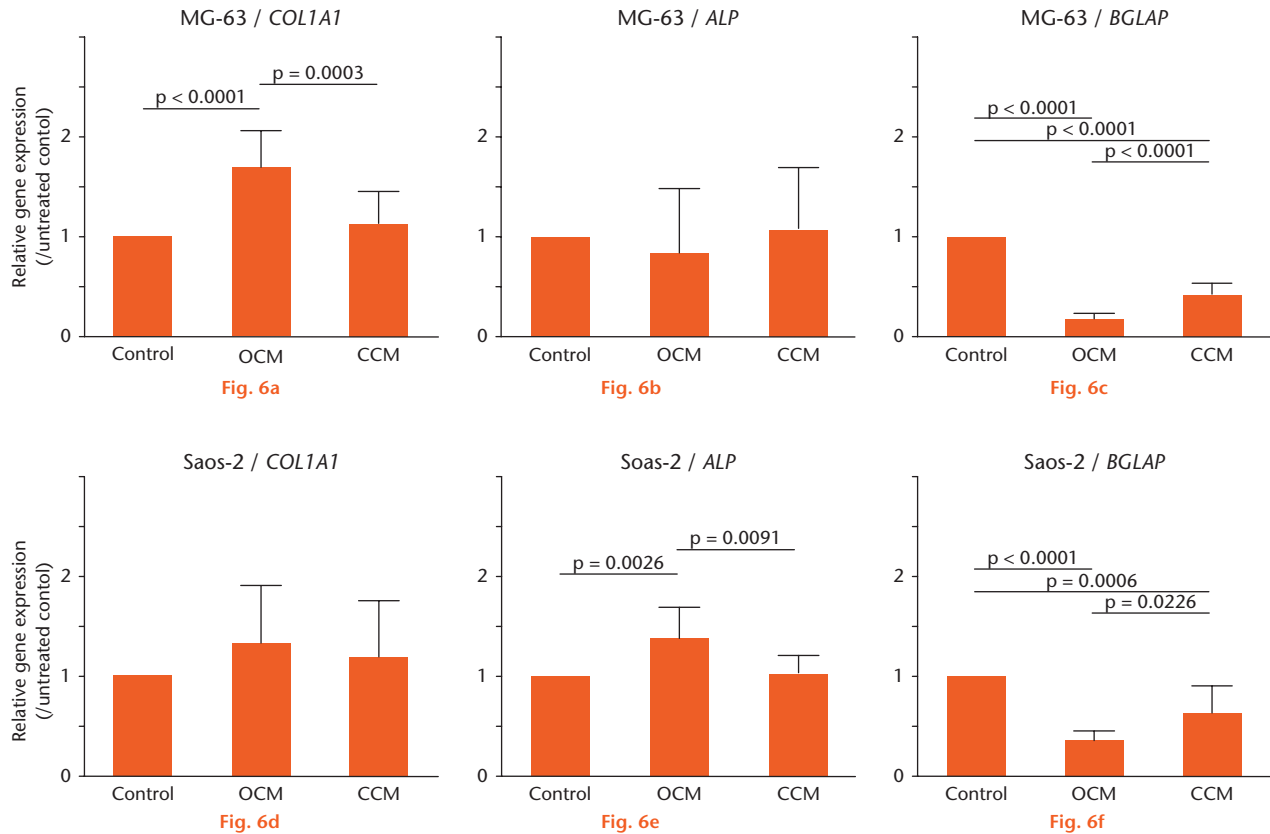 MG-63 / COL1A1
Relative gene expression
(/untreated contol)
2
1
0
p < 0.0001
p = 0.0003
Control OCM CCM
Fig. 6a
MG-63 / ALP
2
1
0
Control OCM CCM
Fig. 6b
MG-63 / BGLAP
2
1
0
p < 0.0001
p < 0.0001
p < 0.0001
Control OCM CCM
Fig. 6c
Saos-2 / COL1A1
Relative gene expression
(/untreated contol)
2
1
0
Control OCM CCM
Fig. 6d
Soas-2 / ALP
2
1
0
p = 0.0026
p = 0.0091
Control OCM CCM
Fig. 6e
Saos-2 / BGLAP
2
1
0
p < 0.0001
p = 0.0006
p = 0.0226
Control OCM CCM
Fig. 6f